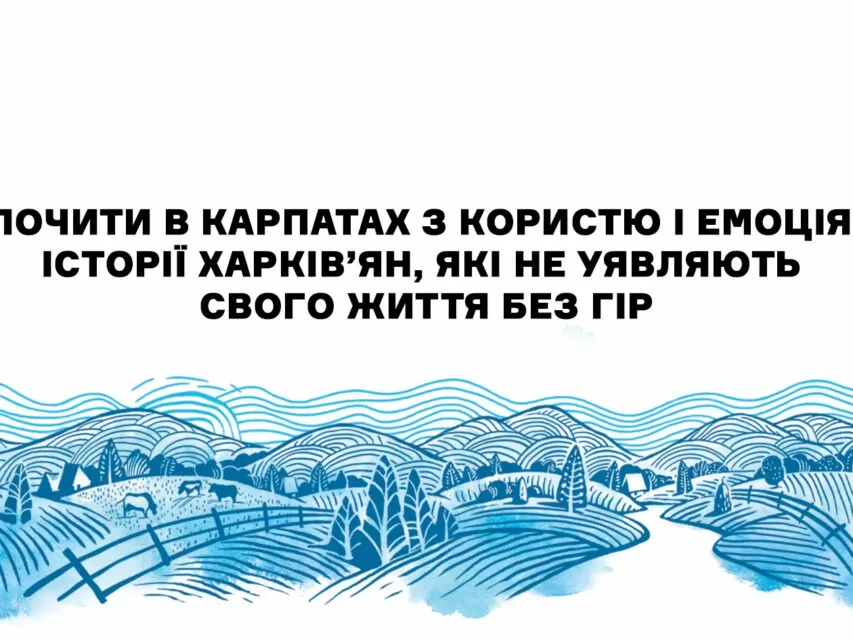 ПОЧИТИ В КАРПАТАХ З КОРИСТЮ І ЕМОЦІЯ
ІСТОРІЇ ХАРКІВ’ЯН, ЯКІ НЕ УЯВЛЯЮТЬ
СВОГО ЖИТТЯ БЕЗ ГІР